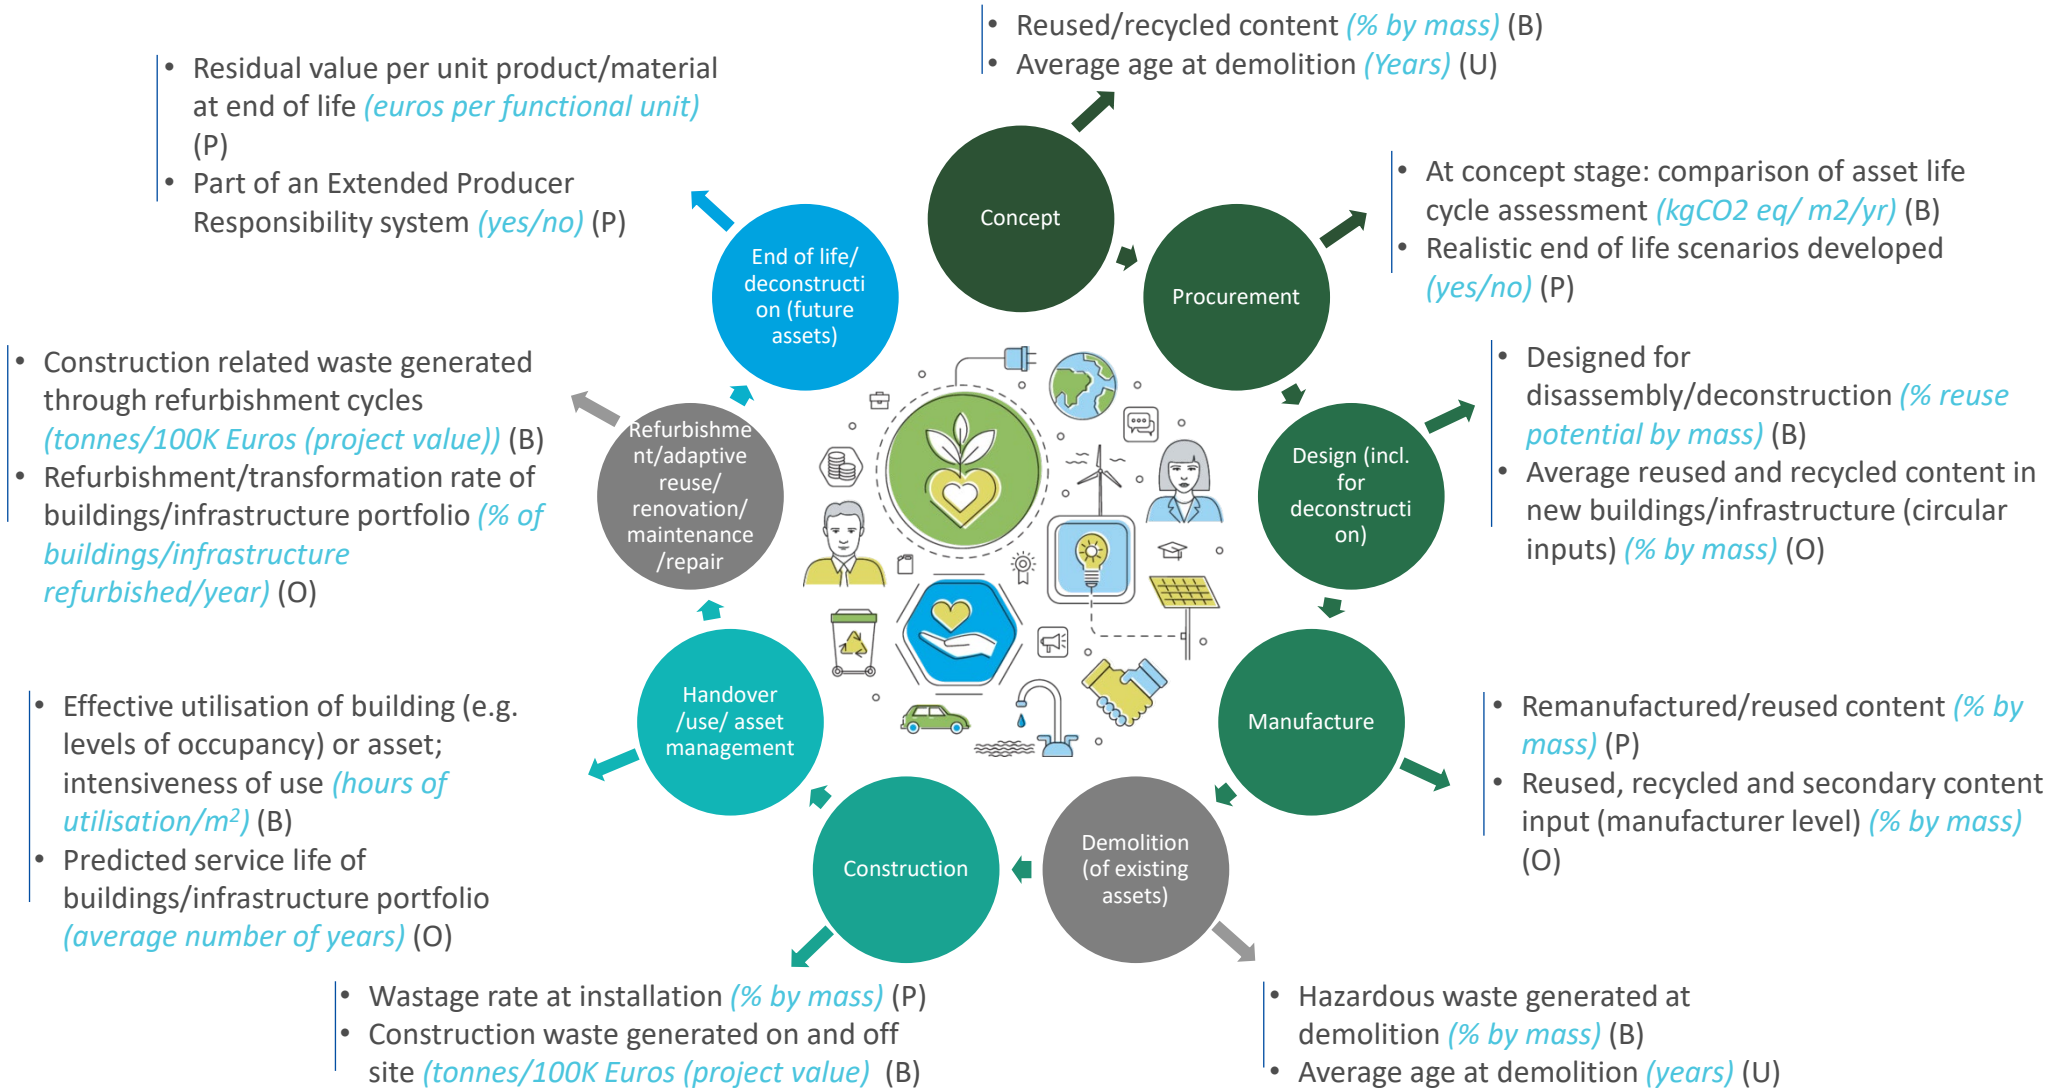 • Reused/recycled content (% by mass) (B)
• Average age at demolition (Years) (U)
Concept
• At concept stage: comparison of asset life
cycle assessment (kgCO2 eq/ m2/yr) (B)
• Realistic end of life scenarios developed
(yes/no) (P)
Procurement
• Designed for
disassembly/deconstruction (% reuse
potential by mass) (B)
• Average reused and recycled content in
new buildings/infrastructure (circular
inputs) (% by mass) (O)
Design (incl.
for
deconstructi
on)
• Remanufactured/reused content (% by
mass) (P)
• Reused, recycled and secondary content
input (manufacturer level) (% by mass)
(O)
Manufacture
• Hazardous waste generated at
demolition (% by mass) (B)
• Average age at demolition (years) (U)
Demolition
(of existing
assets)
• Wastage rate at installation (% by mass) (P)
• Construction waste generated on and off
site (tonnes/100K Euros (project value) (B)
Construction
• Effective utilisation of building (e.g.
levels of occupancy) or asset;
intensiveness of use (hours of
utilisation/m²) (B)
• Predicted service life of
buildings/infrastructure portfolio
(average number of years) (O)
Handover
/use/ asset
management
• Construction related waste generated
through refurbishment cycles
(tonnes/100K Euros (project value)) (B)
• Refurbishment/transformation rate of
buildings/infrastructure portfolio (% of
buildings/infrastructure
refurbished/year) (O)
Refurbishme
nt/adaptive
reuse/
renovation/
maintenance
/repair
• Residual value per unit product/material
at end of life (euros per functional unit)
(P)
• Part of an Extended Producer
Responsibility system (yes/no) (P)
End of life/
deconstructi
on (future
assets)